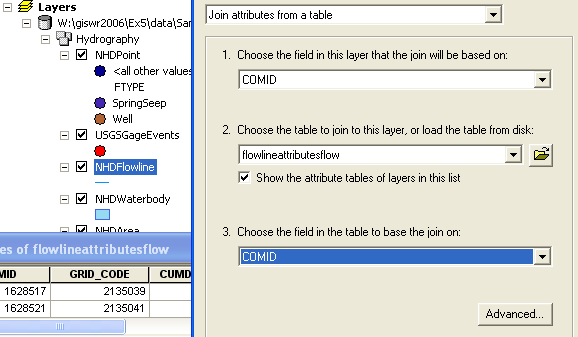 Layers
W:\giswr2006\Ex5\data\Sa
Hydrography
NHDPoint
<all other values
FTYPE
SpringSeep
Well
USGSGageEvents
NHDFlowline
NHDWaterbody
NHDArea
es of flowlineattributesflow
MID GRID_CODE CUMD
1628517 2135039
1628521 2135041
Join attributes from a table
1. Choose the field in this layer that the join will be based on:
COMID
2. Choose the table to join to this layer, or load the table from disk:
flowlineattributesflow
Show the attribute tables of layers in this list
3. Choose the field in the table to base the join on:
COMID
Advanced...